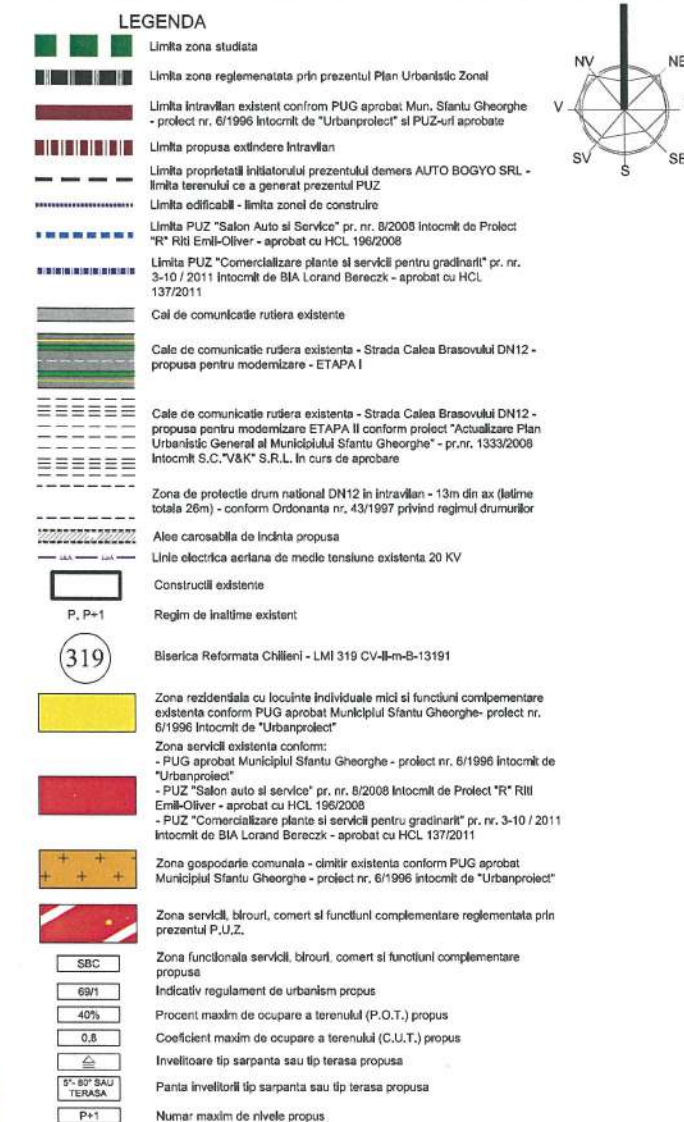 LEGENDA
NV
NE
V
SV
S
SE
Limita zona studiata
Limita zona reglementata prin prezentul Plan Urbanistic Zonal
Limita intravilan existent confrom PUG aprobat Mun. Sfantu Gheorghe
- proiect nr. 6/1996 intocmit de "Urbanproiect" si PUZ-uri aprobate
Limita propusa extindere intravilan
Limita proprietatii initiatorului prezentului demers AUTO BOGYO SRL -
limita terenului ce a generat prezentul PUZ
Limita edificabil - limita zonei de construire
Limita PUZ "Salon Auto si Service" pr. nr. 8/2008 intocmit de Proiect
"R" Riti Emil-Oliver - aprobat cu HCL 196/2008
Limita PUZ "Comercializare plante si servicii pentru gradinarit" pr. nr.
3-10 / 2011 intocmit de BIA Lorand Bereczk - aprobat cu HCL
137/2011
Cai de comunicatie rutiera existente
Cale de comunicatie rutiera existenta - Strada Calea Brasovului DN12 -
propusa pentru modernizare - ETAPA I
Cale de comunicatie rutiera existenta - Strada Calea Brasovului DN12 -
propusa pentru modernizare ETAPA II conform proiect "Actualizare Plan
Urbanistic General al Municipiului Sfantu Gheorghe" - pr.nr. 1333/2008
intocmit S.C."V&K" S.R.L. in curs de aprobare
Zona de protectie drum national DN12 in intravilan - 13m din ax (latime
totala 26m) - conform Ordonanta nr. 43/1997 privind regimul drumurilor
Alee carosabila de incinta propusa
Linie electrica aeriana de medie tensiune existenta 20 KV
Constructii existente
P, P+1 Regim de inaltime existent
319 Biserica Reformata Chilieni - LMI 319 CV-II-m-B-13191
Zona rezidentiala cu locuinte individuale mici si functiuni comlpementare
existenta conform PUG aprobat Municipiul Sfantu Gheorghe- proiect nr.
6/1996 intocmit de "Urbanproiect"
Zona servicii existenta conform:
- PUG aprobat Municipiul Sfantu Gheorghe - proiect nr. 6/1996 intocmit de
"Urbanproiect"
- PUZ "Salon auto si service" pr. nr. 8/2008 intocmit de Proiect "R" Riti
Emil-Oliver - aprobat cu HCL 196/2008
- PUZ "Comercializare plante si servicii pentru gradinarit" pr. nr. 3-10 / 2011
intocmit de BIA Lorand Bereczk - aprobat cu HCL 137/2011
Zona gospodarie comunala - cimitir existenta conform PUG aprobat
Municipiul Sfantu Gheorghe - proiect nr. 6/1996 intocmit de "Urbanproiect"
Zona servicii, birouri, comert si functiuni complementare reglementata prin
prezentul P.U.Z.
SBC Zona functionala servicii, birouri, comert si functiuni complementare
propusa
69/1 Indicativ regulament de urbanism propus
40% Procent maxim de ocupare a terenului (P.O.T.) propus
0,8 Coeficient maxim de ocupare a terenului (C.U.T.) propus
Invelitoare tip sarpanta sau tip terasa propusa
5°- 60° SAU
TERASA Panta invelitorii tip sarpanta sau tip terasa propusa
P+1 Numar maxim de nivele propus